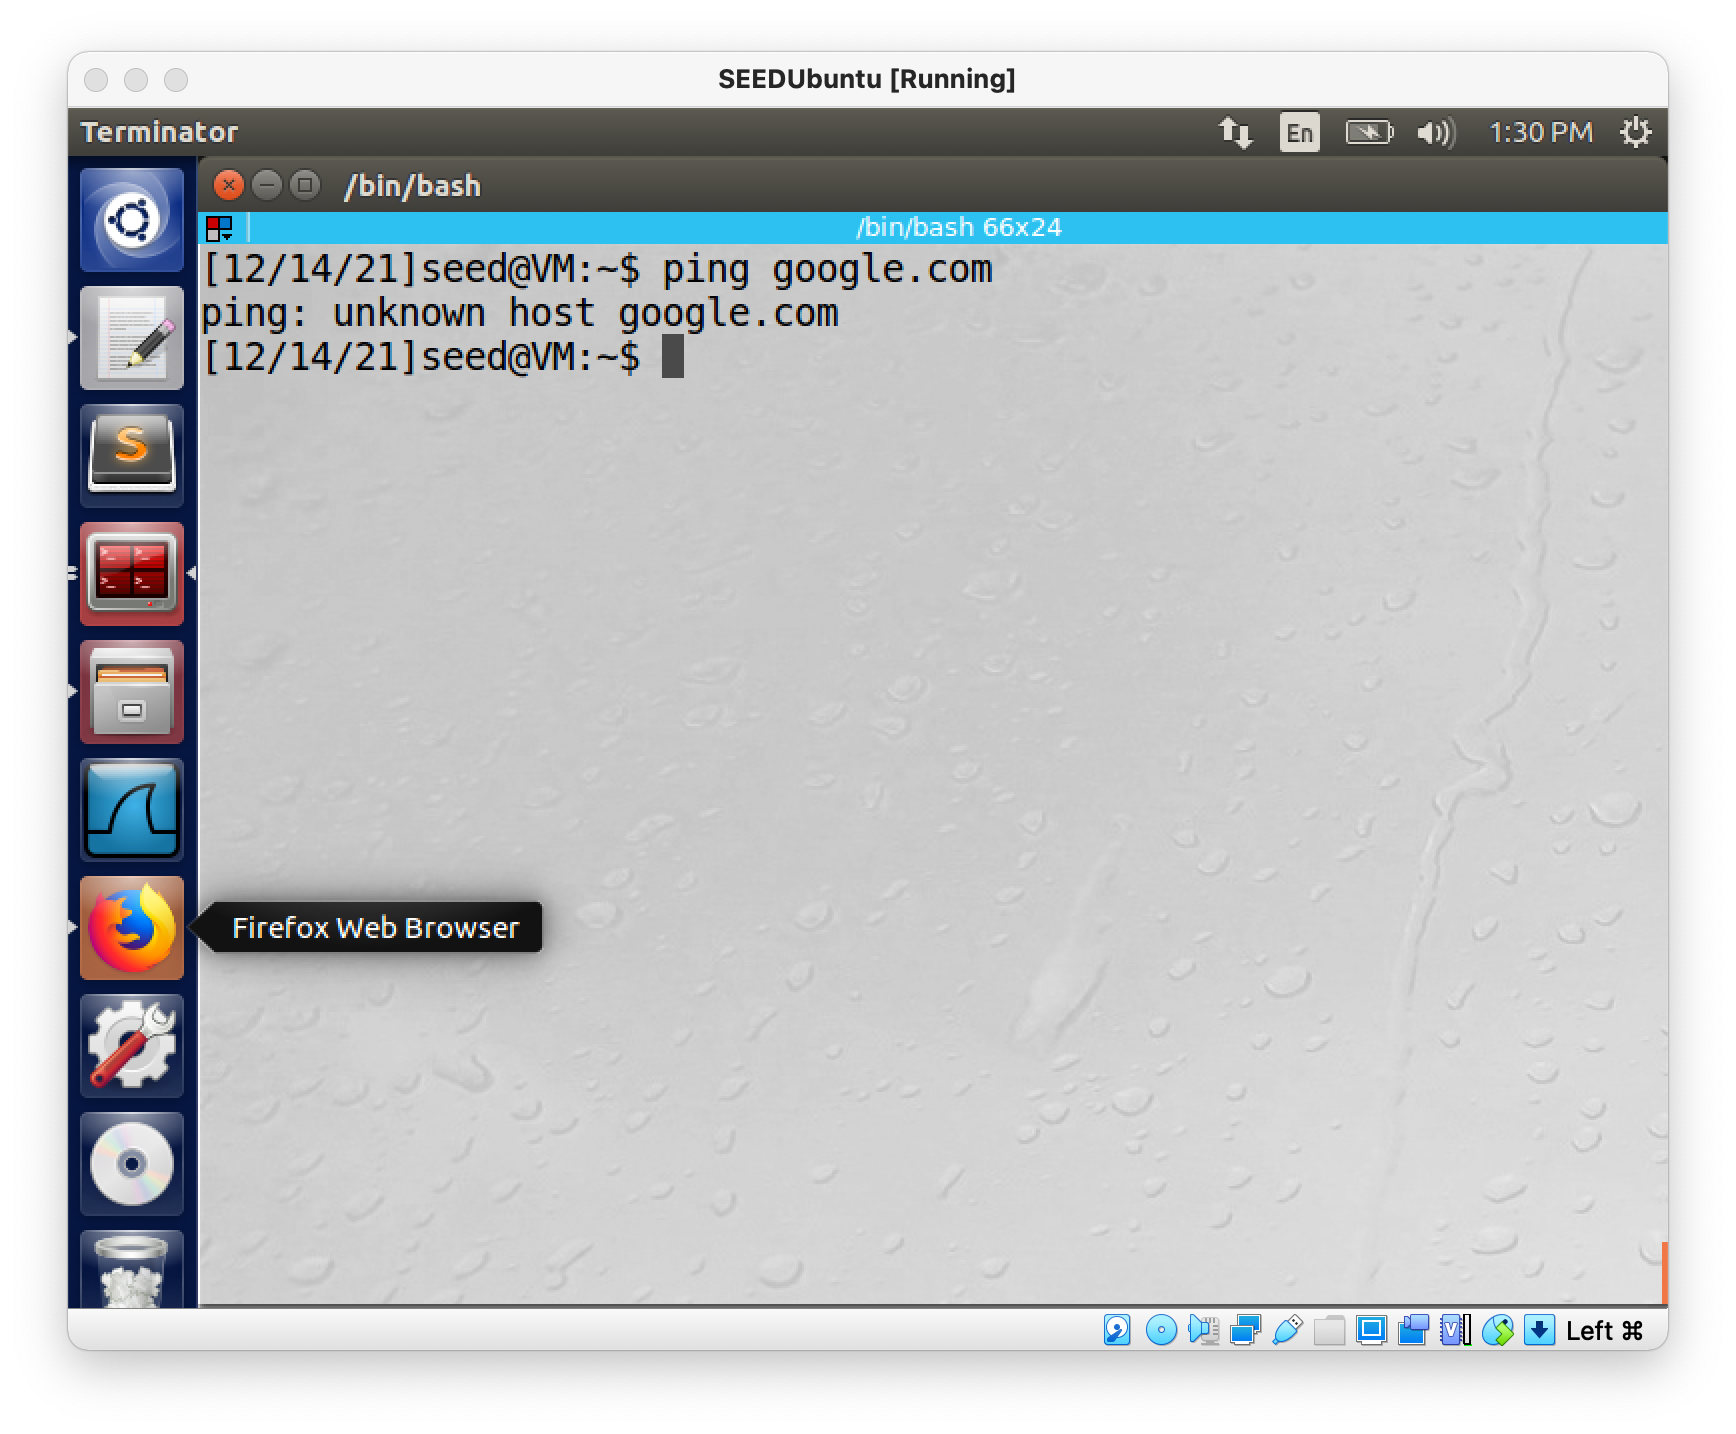 SEEDUbuntu [Running]
Terminator
En
1:30 PM
/bin/bash
/bin/bash 66x24
[12/14/21]seed@VM:~$ ping google.com
ping: unknown host google.com
[12/14/21]seed@VM:~$
Firefox Web Browser
Left ⌘